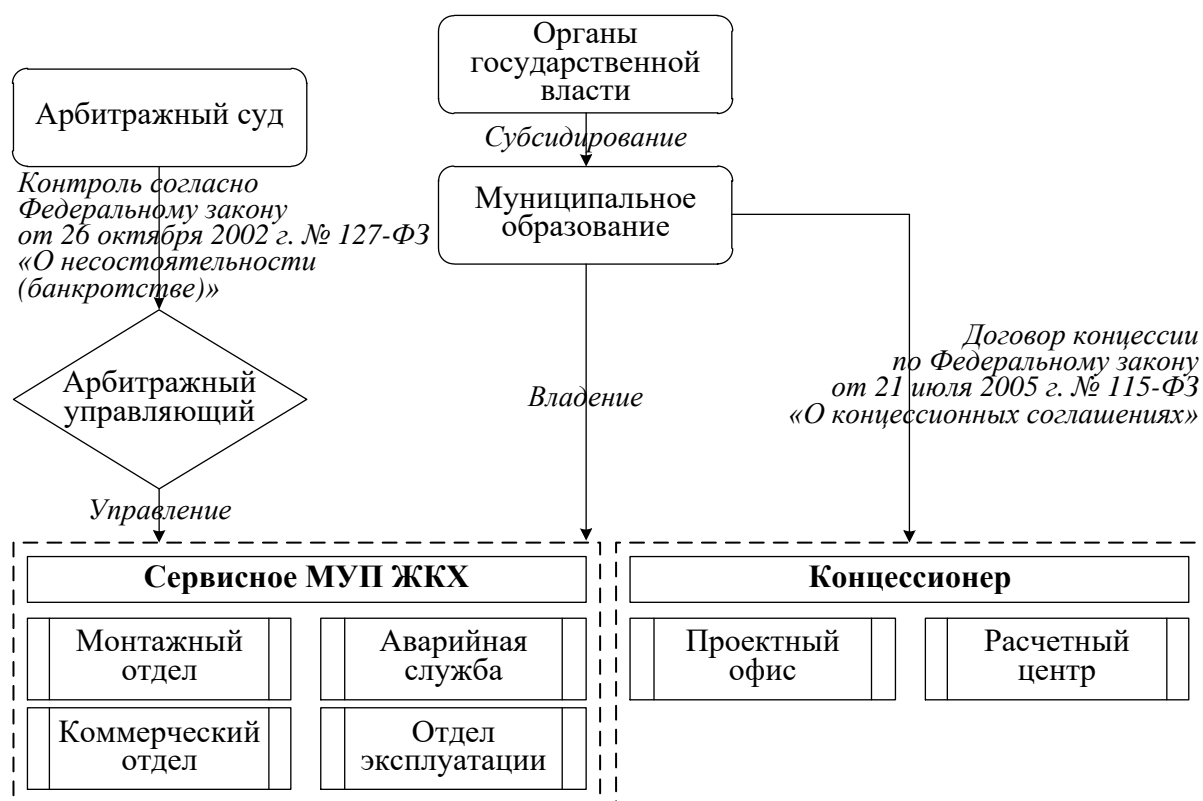 Органы
государственной
власти
Арбитражный суд
Субсидирование
Контроль согласно
Федеральному закону
от 26 октября 2002 г. № 127-ФЗ
«О несостоятельности
(банкротстве)»
Муниципальное
образование
Договор концессии
по Федеральному закону
от 21 июля 2005 г. № 115-ФЗ
«О концессионных соглашениях»
Арбитражный
управляющий
Владение
Управление
Сервисное МУП ЖКХ
Монтажный
отдел
Аварийная
служба
Коммерческий
отдел
Отдел
эксплуатации
Концессионер
Проектный
офис
Расчетный
центр